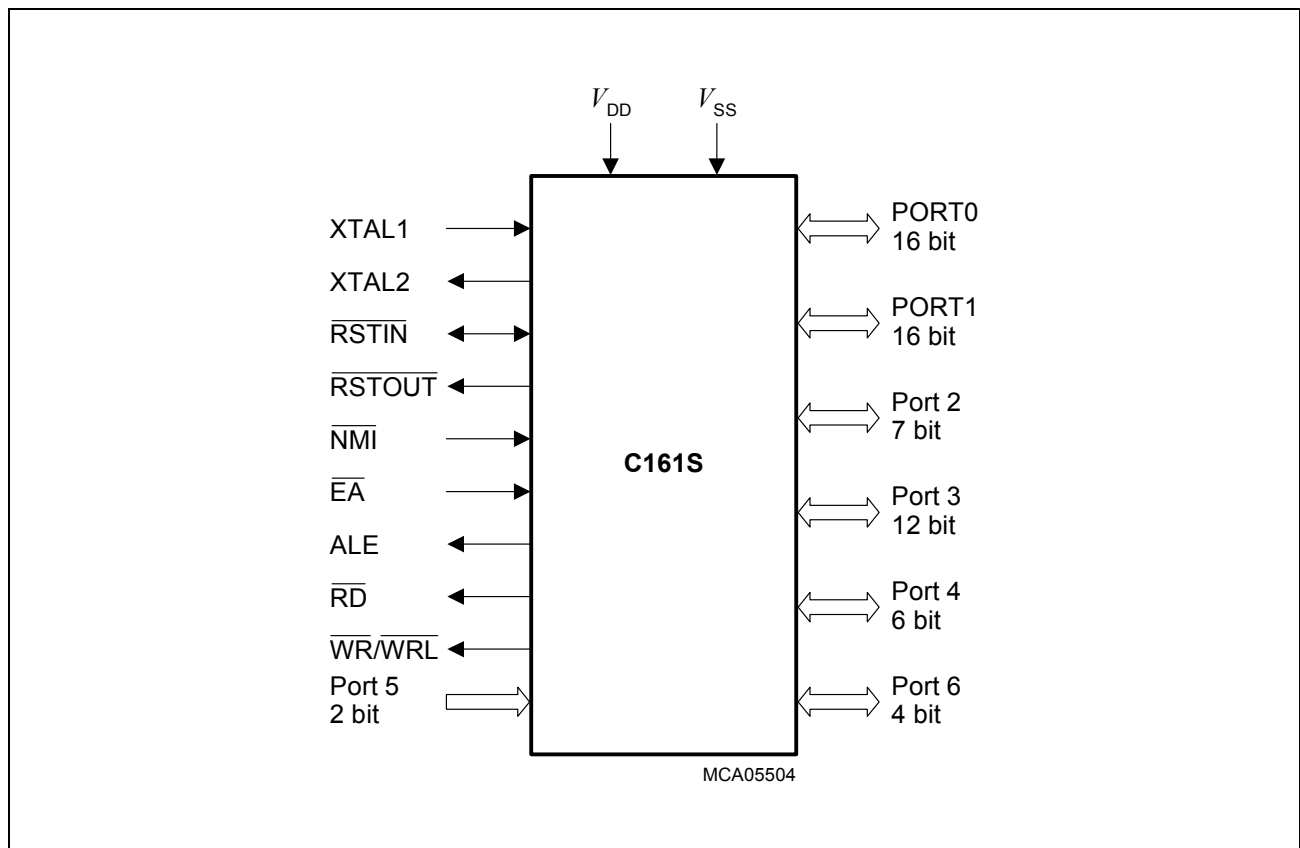 VDD VSS
XTAL1
XTAL2
RSTIN
RSTOUT
NMI
EA
ALE
RD
WR/WRL
Port 5
2 bit
C161S
PORT0
16 bit
PORT1
16 bit
Port 2
7 bit
Port 3
12 bit
Port 4
6 bit
Port 6
4 bit
MCA05504